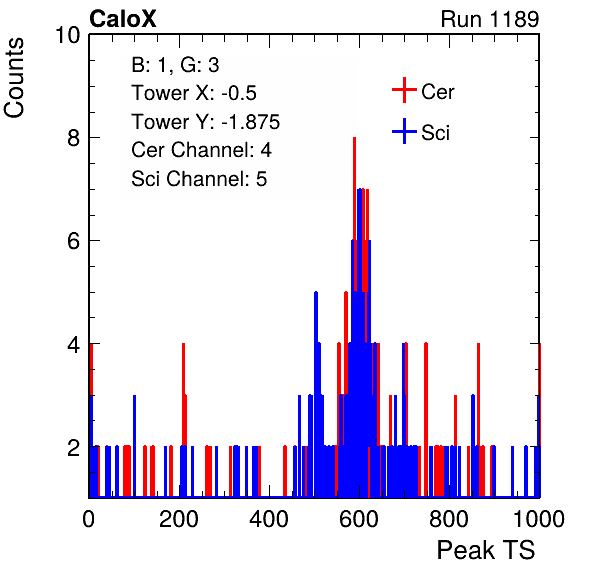 CaloX Run 1189
Counts
10
8
6
4
2
B: 1, G: 3
Tower X: -0.5
Tower Y: -1.875
Cer Channel: 4
Sci Channel: 5
Cer
Sci
0 200 400 600 800 1000
Peak TS